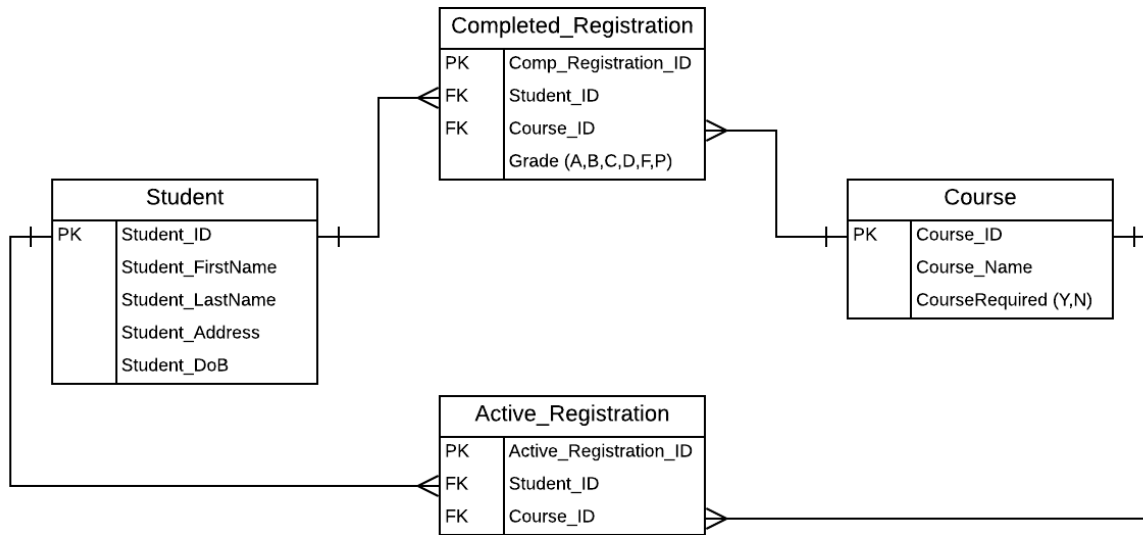 Completed_Registration
PK Comp_Registration_ID
FK Student_ID
FK Course_ID
Grade (A,B,C,D,F,P)
Student
PK Student_ID
Student_FirstName
Student_LastName
Student_Address
Student_DoB
Course
PK Course_ID
Course_Name
CourseRequired (Y,N)
Active_Registration
PK Active_Registration_ID
FK Student_ID
FK Course_ID